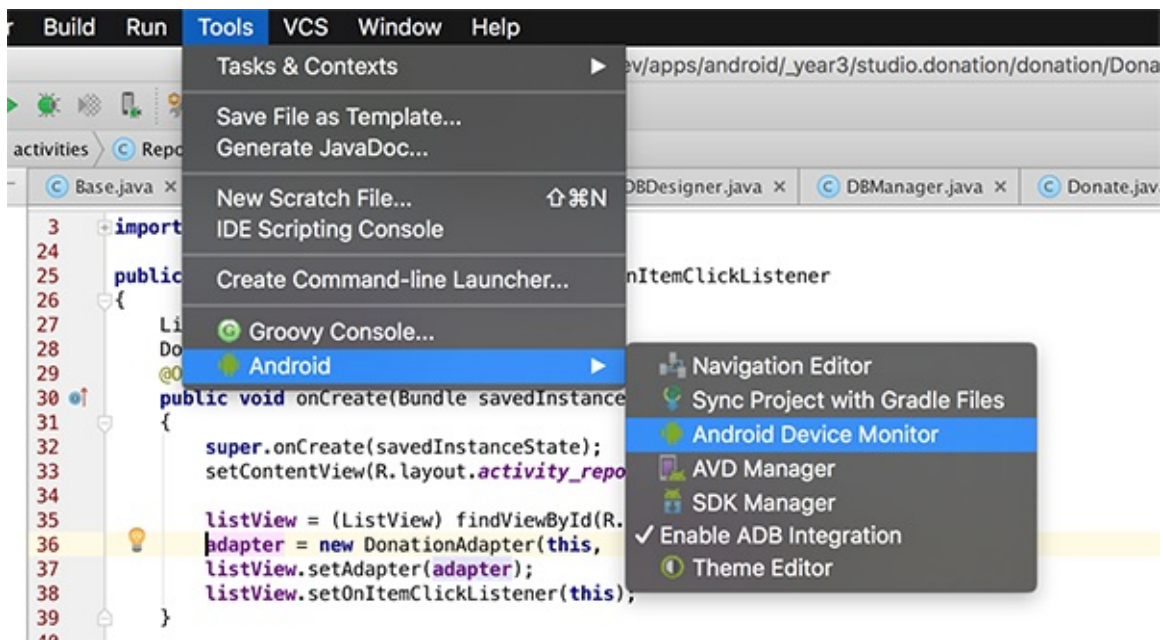 r Build Run Tools VCS Window Help
Tasks & Contexts
ev/apps/android/_year3/studio.donation/donation/Dona
Save File as Template...
Generate JavaDoc...
activities C Repo
New Scratch File... ⇧⌘N
C Base.java × DBDesigner.java × C DBManager.java × C Donate.jav
IDE Scripting Console
3 import
24
25 public nItemClickListener
Create Command-line Launcher...
26 {
27 Li
G Groovy Console...
28 Do
29 @O
Android
Navigation Editor
30 public void onCreate(Bundle savedInstance
Sync Project with Gradle Files
31 {
Android Device Monitor
32 super.onCreate(savedInstanceState);
33 setContentView(R.layout.activity_repo
AVD Manager
34
SDK Manager
35 listView = (ListView) findViewById(R.
✓ Enable ADB Integration
36 adapter = new DonationAdapter(this,
Theme Editor
37 listView.setAdapter(adapter);
38 listView.setOnItemClickListener(this);
39 }